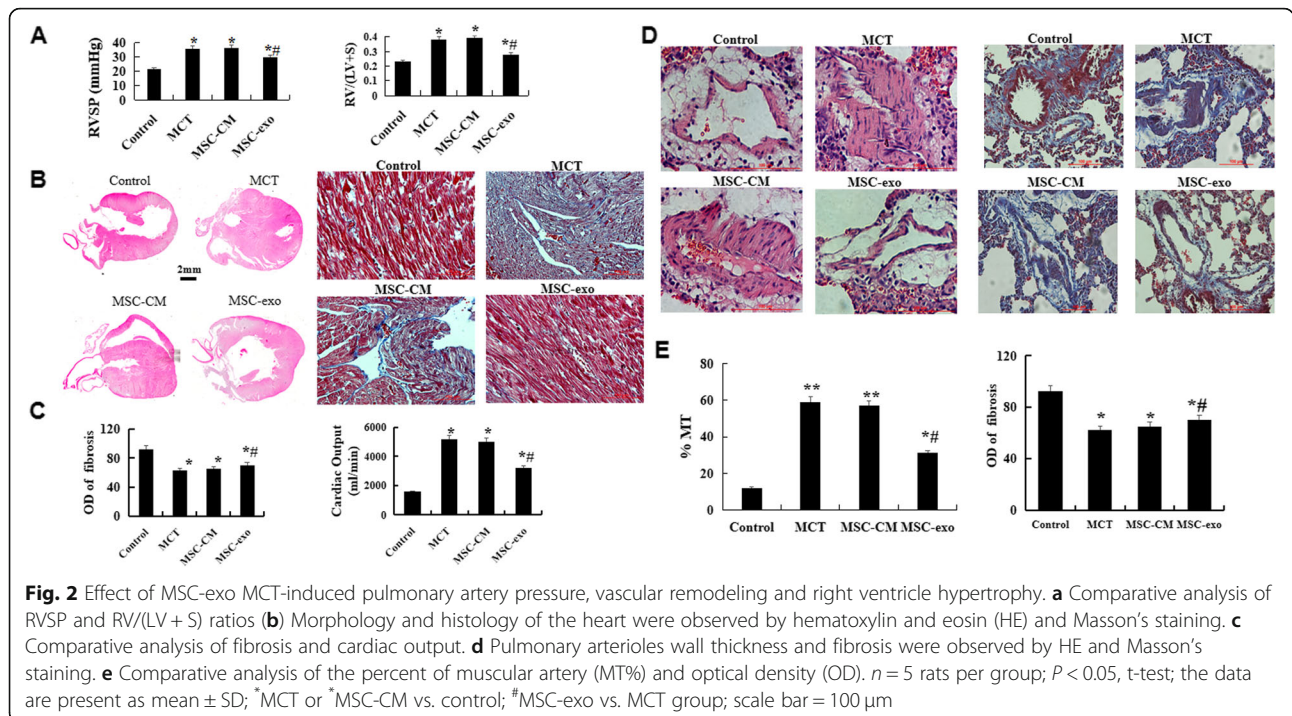 A
RVSP (mmHg)
40
30
20
10
0
* * *#
Control MCT MSC-CM MSC-exo
RV/(LV+S)
0.4
0.3
0.2
0.1
0
* * *#
Control MCT MSC-CM MSC-exo
B
Control MCT
2mm
MSC-CM MSC-exo
Control MCT
MSC-CM MSC-exo
C
OD of fibrosis
120
80
40
0
* * *#
Control MCT MSC-CM MSC-exo
Cardiac Output
(ml/min)
6000
4000
2000
0
* * *#
Control MCT MSC-CM MSC-exo
D
Control MCT
MSC-CM MSC-exo
Control MCT
MSC-CM MSC-exo
E
% MT
80
60
40
20
0
** ** *#
Control MCT MSC-CM MSC-exo
OD of fibrosis
120
80
40
0
* * *#
Control MCT MSC-CM MSC-exo
Fig. 2 Effect of MSC-exo MCT-induced pulmonary artery pressure, vascular remodeling and right ventricle hypertrophy. a Comparative analysis of
RVSP and RV/(LV + S) ratios (b) Morphology and histology of the heart were observed by hematoxylin and eosin (HE) and Masson's staining. c
Comparative analysis of fibrosis and cardiac output. d Pulmonary arterioles wall thickness and fibrosis were observed by HE and Masson's
staining. e Comparative analysis of the percent of muscular artery (MT%) and optical density (OD). n = 5 rats per group; P < 0.05, t-test; the data
are present as mean ± SD; *MCT or *MSC-CM vs. control; #MSC-exo vs. MCT group; scale bar = 100 μm